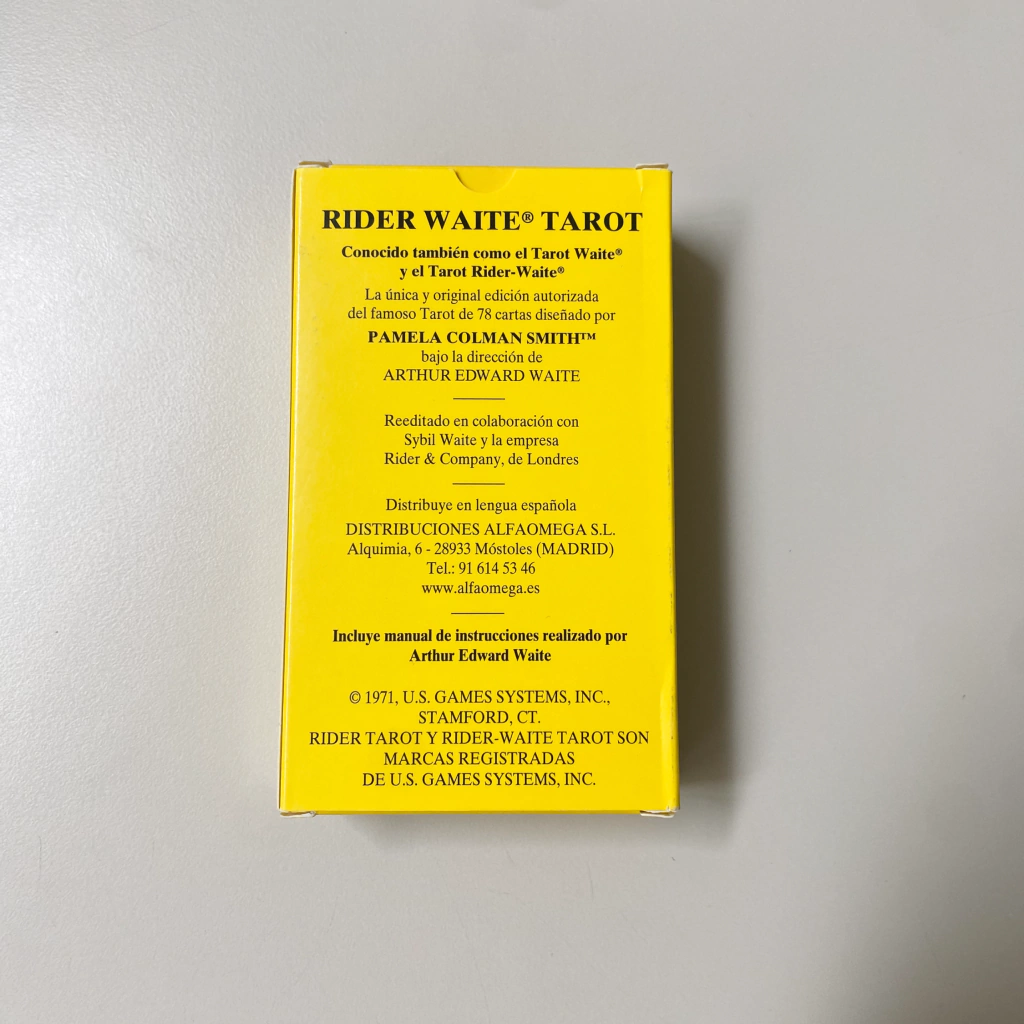 RIDER WAITE® TAROT
Conocido también como el Tarot Waite®
y el Tarot Rider-Waite®
La única y original edición autorizada
del famoso Tarot de 78 cartas diseñado por
PAMELA COLMAN SMITH™
bajo la dirección de
ARTHUR EDWARD WAITE
Reeditado en colaboración con
Sybil Waite y la empresa
Rider & Company, de Londres
Distribuye en lengua española
DISTRIBUCIONES ALFAOMEGA S.L.
Alquimia, 6 - 28933 Móstoles (MADRID)
Tel.: 91 614 53 46
www.alfaomega.es
Incluye manual de instrucciones realizado por
Arthur Edward Waite
© 1971, U.S. GAMES SYSTEMS, INC.,
STAMFORD, CT.
RIDER TAROT Y RIDER-WAITE TAROT SON
MARCAS REGISTRADAS
DE U.S. GAMES SYSTEMS, INC.